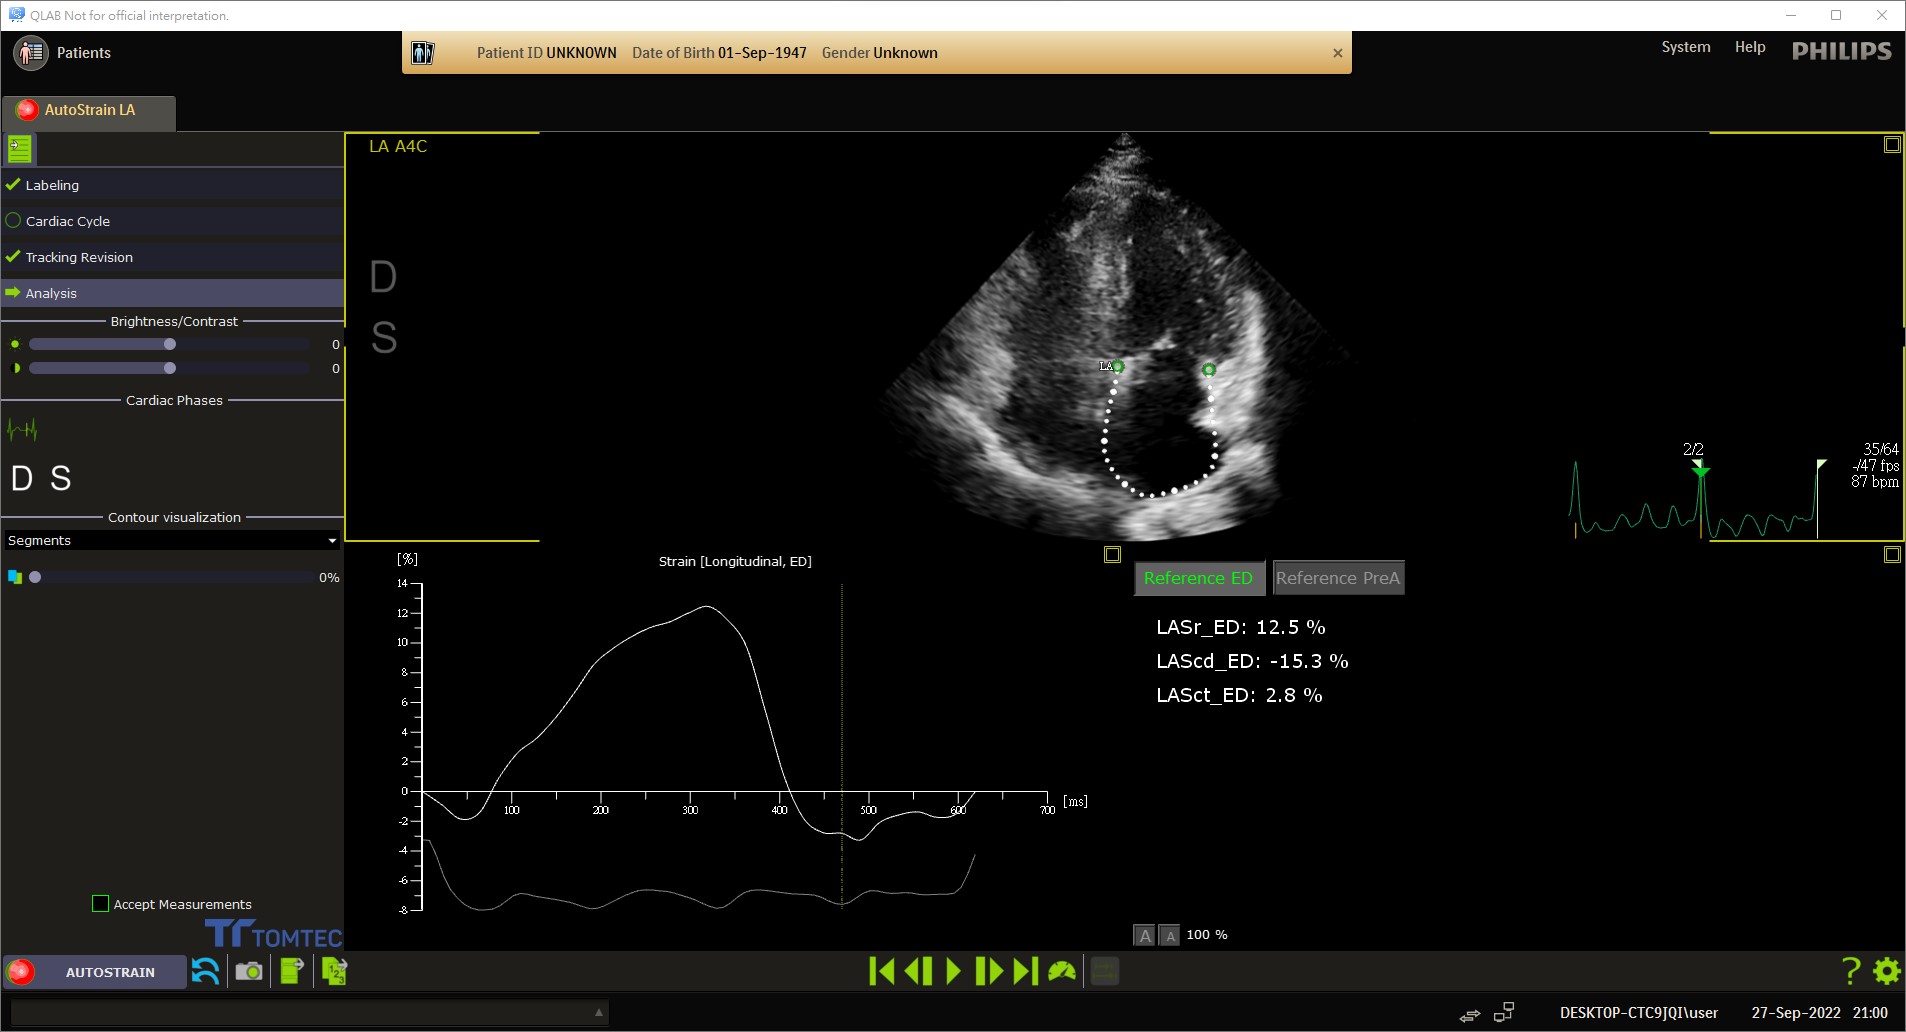 QLAB Not for official interpretation.
Patients
Patient ID UNKNOWN Date of Birth 01-Sep-1947 Gender Unknown
System Help PHILIPS
AutoStrain LA
Labeling
Cardiac Cycle
Tracking Revision
Analysis
Brightness/Contrast
0
0
Cardiac Phases
D S
Contour visualization
Segments
0%
Accept Measurements
TOMTEC
AUTOSTRAIN
LA A4C
D
S
LA
2/2
35/64
-/47 fps
87 bpm
[%]
Strain [Longitudinal, ED]
14
12
10
8
6
4
2
0
-2
-4
-6
-8
100 200 300 400 500 600 700 [ms]
Reference ED Reference PreA
LASr_ED: 12.5 %
LAScd_ED: -15.3 %
LASct_ED: 2.8 %
A A 100 %
?
DESKTOP-CTC9JQI\user 27-Sep-2022 21:00